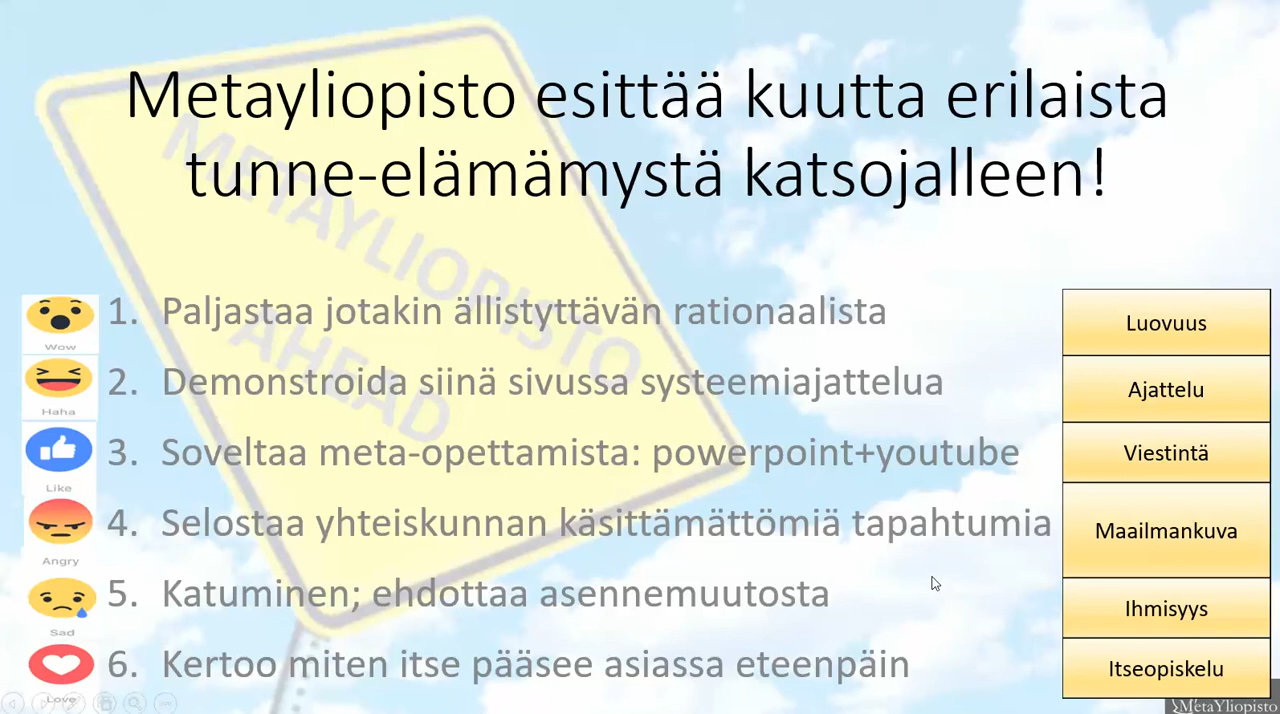 Metayliopisto esittää kuutta erilaista
tunne-elämämystä katsojalleen!
METAYLIOPISTO
AHEAD
Wow
1. Paljastaa jotakin ällistyttävän rationaalista
Luovuus
Haha
2. Demonstroida siinä sivussa systeemiajattelua
Ajattelu
Like
3. Soveltaa meta-opettamista: powerpoint+youtube
Viestintä
Angry
4. Selostaa yhteiskunnan käsittämättömiä tapahtumia
Maailmankuva
Sad
5. Katuminen; ehdottaa asennemuutosta
Ihmisyys
Love
6. Kertoo miten itse pääsee asiassa eteenpäin
Itseopiskelu
MetaYliopisto